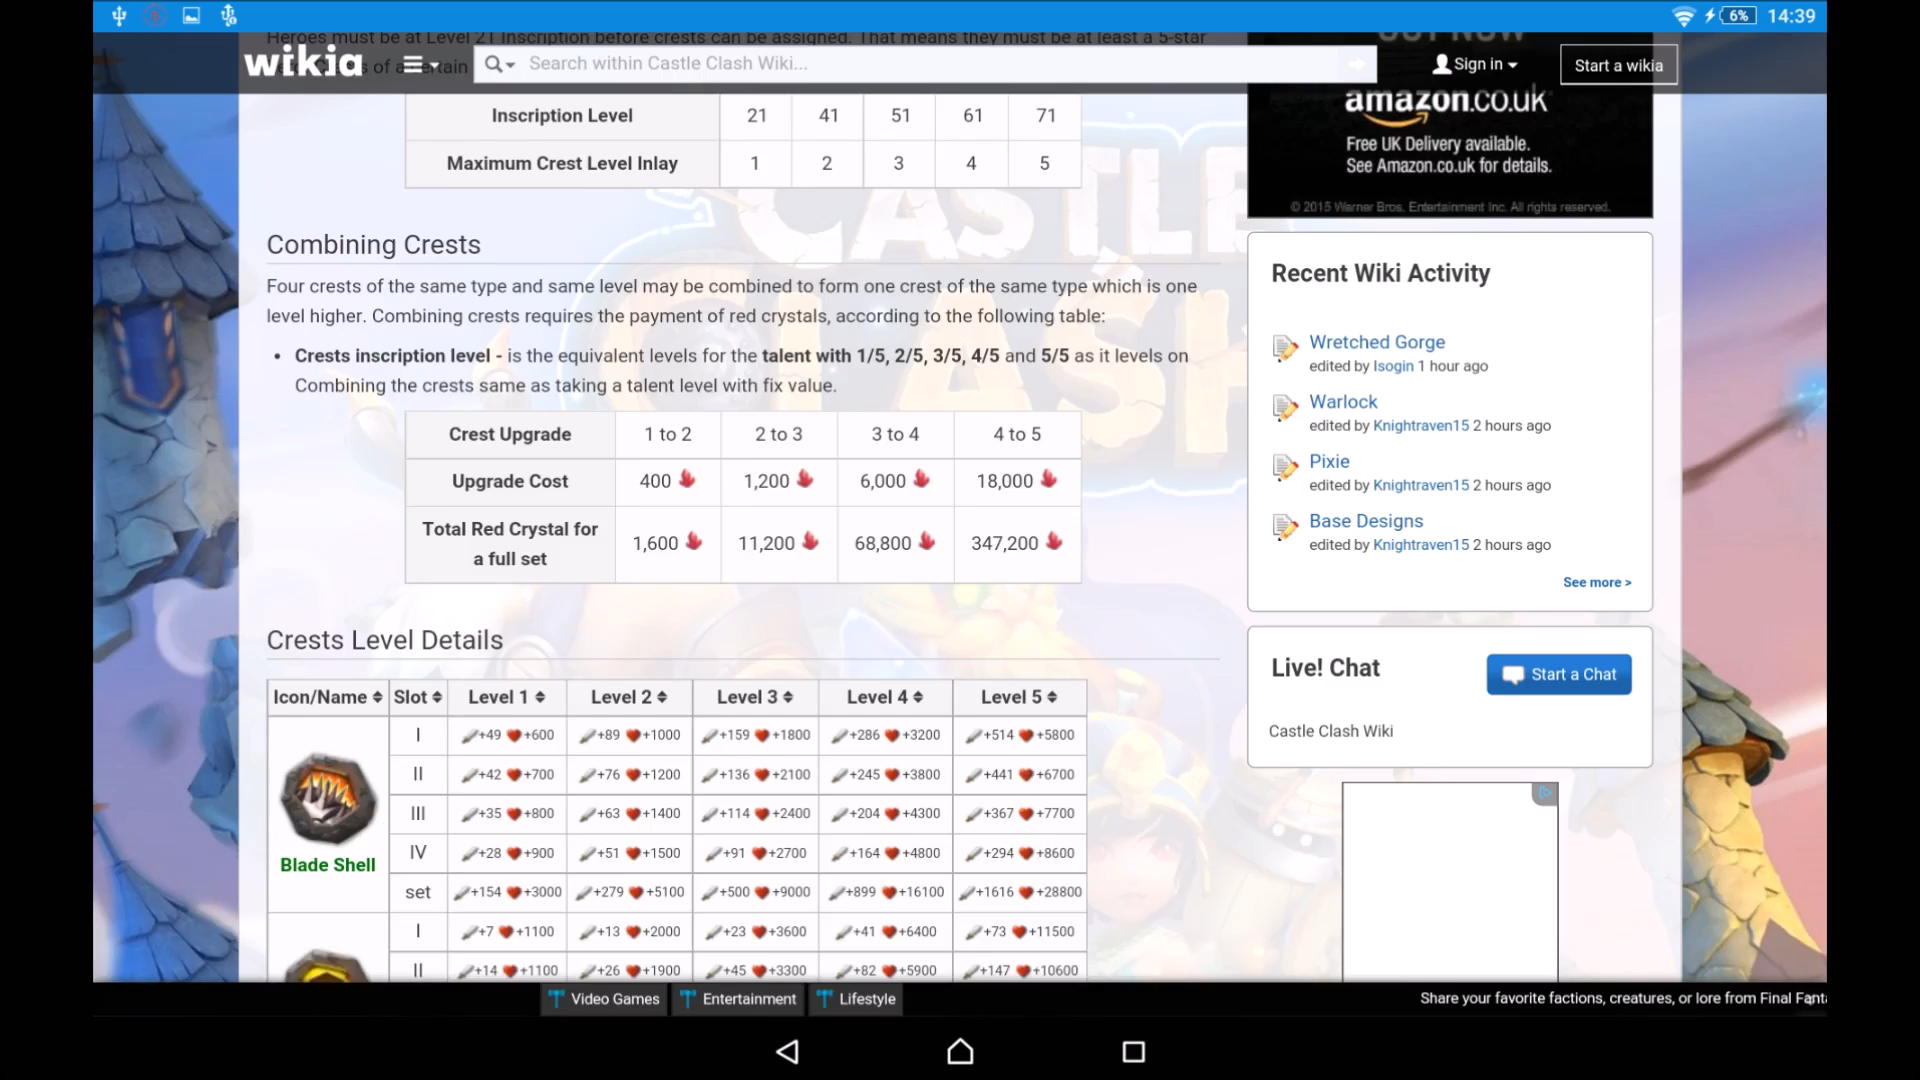 6%
14:39
Heroes must be at Level 21 Inscription before crests can be assigned. That means they must be at least a 5-star
wikia
Search within Castle Clash Wiki...
Sign in
Start a wikia
Inscription Level 21 41 51 61 71
Maximum Crest Level Inlay 1 2 3 4 5
Combining Crests
Four crests of the same type and same level may be combined to form one crest of the same type which is one
level higher. Combining crests requires the payment of red crystals, according to the following table:
• Crests inscription level - is the equivalent levels for the talent with 1/5, 2/5, 3/5, 4/5 and 5/5 as it levels on
Combining the crests same as taking a talent level with fix value.
Crest Upgrade 1 to 2 2 to 3 3 to 4 4 to 5
Upgrade Cost 400 1,200 6,000 18,000
Total Red Crystal for
a full set 1,600 11,200 68,800 347,200
Crests Level Details
Icon/Name Slot Level 1 Level 2 Level 3 Level 4 Level 5
I +49 +600 +89 +1000 +159 +1800 +286 +3200 +514 +5800
II +42 +700 +76 +1200 +136 +2100 +245 +3800 +441 +6700
III +35 +800 +63 +1400 +114 +2400 +204 +4300 +367 +7700
IV +28 +900 +51 +1500 +91 +2700 +164 +4800 +294 +8600
Blade Shell
set +154 +3000 +279 +5100 +500 +9000 +899 +16100 +1616 +28800
I +7 +1100 +13 +2000 +23 +3600 +41 +6400 +73 +11500
II +14 +1100 +26 +1900 +45 +3300 +82 +5900 +147 +10600
CASTLE
CLASH
OUT NOW
amazon.co.uk
Free UK Delivery available.
See Amazon.co.uk for details.
© 2015 Warner Bros. Entertainment Inc. All rights reserved.
Recent Wiki Activity
Wretched Gorge
edited by Isogin 1 hour ago
Warlock
edited by Knightraven15 2 hours ago
Pixie
edited by Knightraven15 2 hours ago
Base Designs
edited by Knightraven15 2 hours ago
See more >
Live! Chat
Start a Chat
Castle Clash Wiki
Video Games
Entertainment
Lifestyle
Share your favorite factions, creatures, or lore from Final Fant